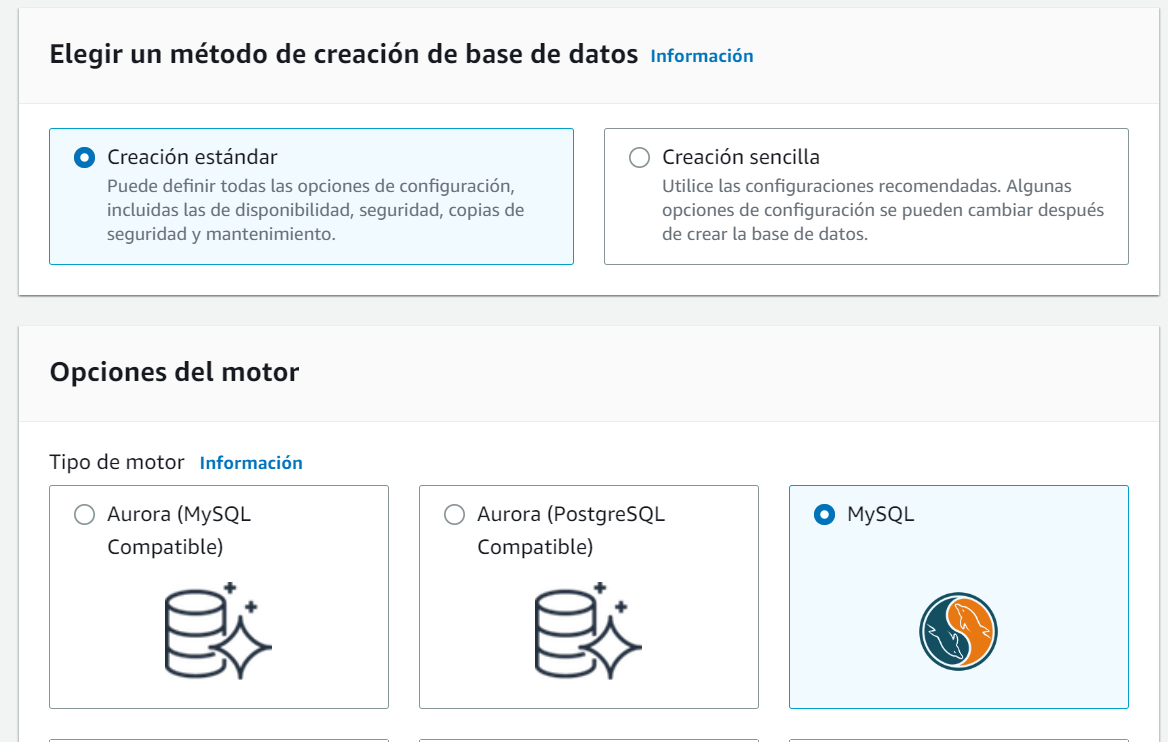 Elegir un método de creación de base de datos Información
Creación estándar
Puede definir todas las opciones de configuración,
incluidas las de disponibilidad, seguridad, copias de
seguridad y mantenimiento.
Creación sencilla
Utilice las configuraciones recomendadas. Algunas
opciones de configuración se pueden cambiar después
de crear la base de datos.
Opciones del motor
Tipo de motor Información
Aurora (MySQL
Compatible)
Aurora (PostgreSQL
Compatible)
MySQL